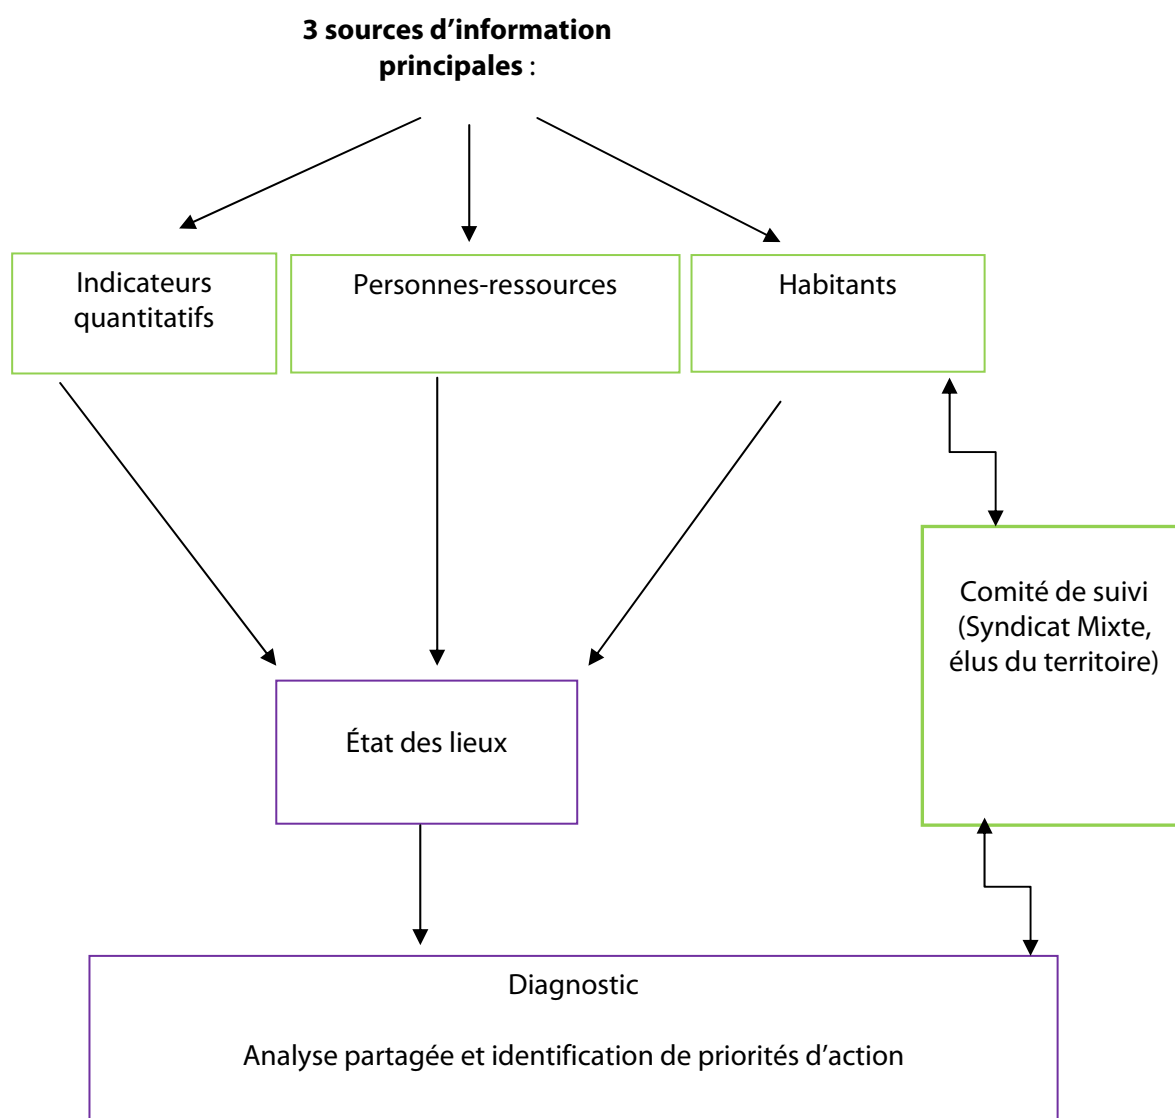 3 sources d’information
principales :
Indicateurs
quantitatifs
Personnes-ressources
Habitants
Comité de suivi
(Syndicat Mixte,
élus du territoire)
État des lieux
Diagnostic
Analyse partagée et identification de priorités d’action